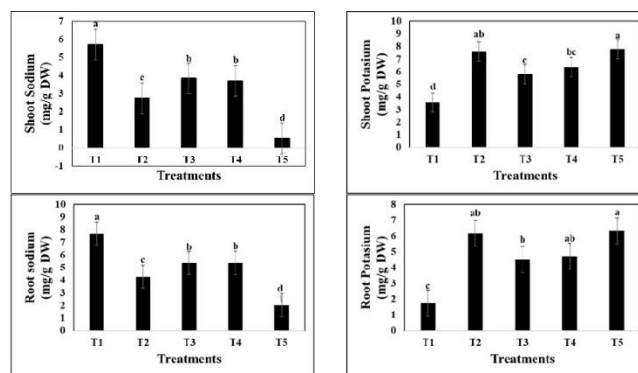 Shoot Sodium
(mg/g DW)
7
6
5
4
3
2
1
0
-1
a
c
b
b
d
T1 T2 T3 T4 T5
Treatments
Shoot Potasium
(mg/g DW)
10
9
8
7
6
5
4
3
2
1
0
d
ab
c
bc
a
T1 T2 T3 T4 T5
Treatments
Root sodium
(mg/g DW)
10
9
8
7
6
5
4
3
2
1
0
a
c
b
b
d
T1 T2 T3 T4 T5
Treatments
Root Potasium
(mg/g DW)
8
7
6
5
4
3
2
1
0
c
ab
b
ab
a
T1 T2 T3 T4 T5
Treatments